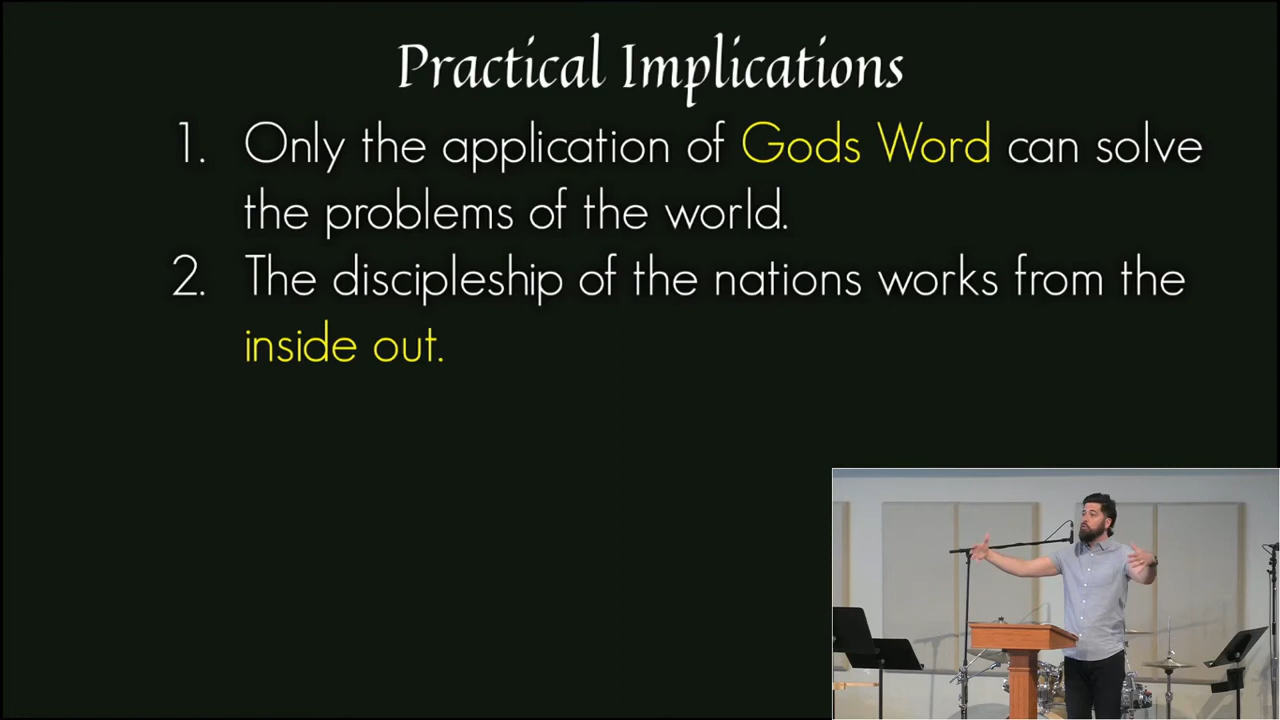 Practical Implications
1. Only the application of Gods Word can solve
the problems of the world.
2. The discipleship of the nations works from the
inside out.